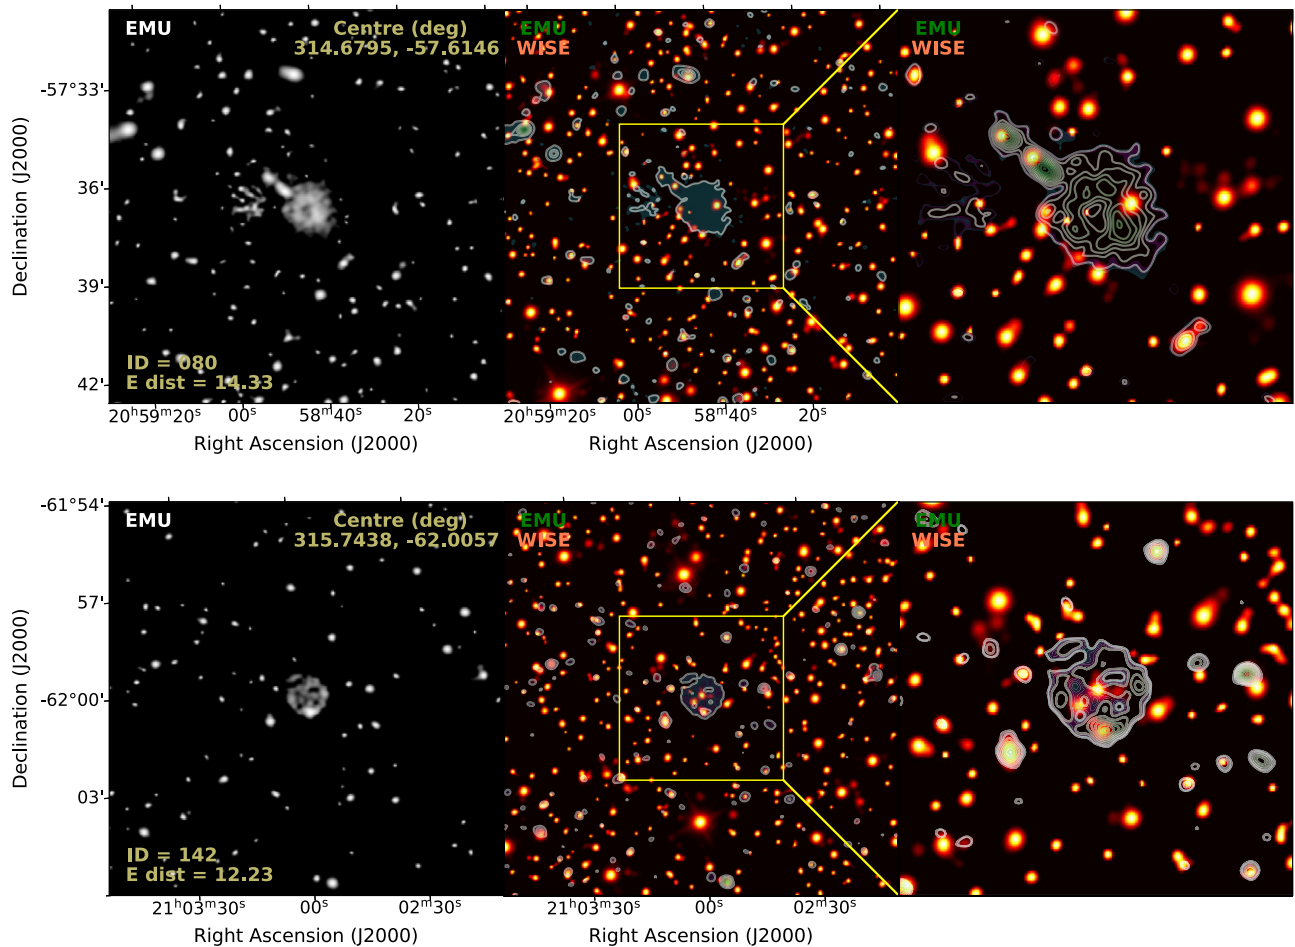 EMU
Centre (deg)
314.6795, -57.6146
EMU
WISE
EMU
WISE
-57°33'
36'
39'
42'
Declination (J2000)
ID = 080
E dist = 14.33
20ʰ59ᵐ20ˢ 00ˢ 58ᵐ40ˢ 20ˢ
20ʰ59ᵐ20ˢ 00ˢ 58ᵐ40ˢ 20ˢ
Right Ascension (J2000)
Right Ascension (J2000)
EMU
Centre (deg)
315.7438, -62.0057
EMU
WISE
EMU
WISE
-61°54'
57'
-62°00'
03'
Declination (J2000)
ID = 142
E dist = 12.23
21ʰ03ᵐ30ˢ 00ˢ 02ᵐ30ˢ
21ʰ03ᵐ30ˢ 00ˢ 02ᵐ30ˢ
Right Ascension (J2000)
Right Ascension (J2000)